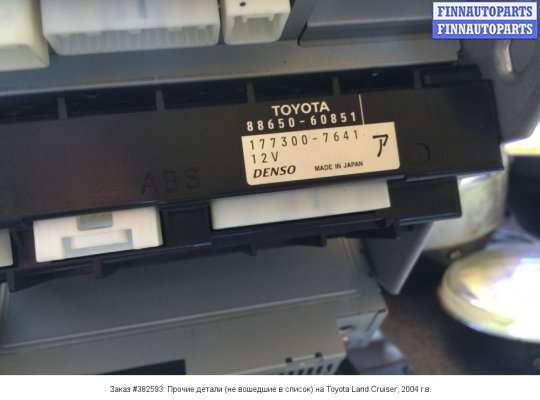 FINNAUTOPARTS
FINNAUTOPARTS
TOYOTA
88650-60851
177300-7641
12V
ア
DENSO MADE IN JAPAN
ABS
Заказ #382593: Прочие детали (не вошедшие в список) на Toyota Land Cruiser, 2004 г.в.